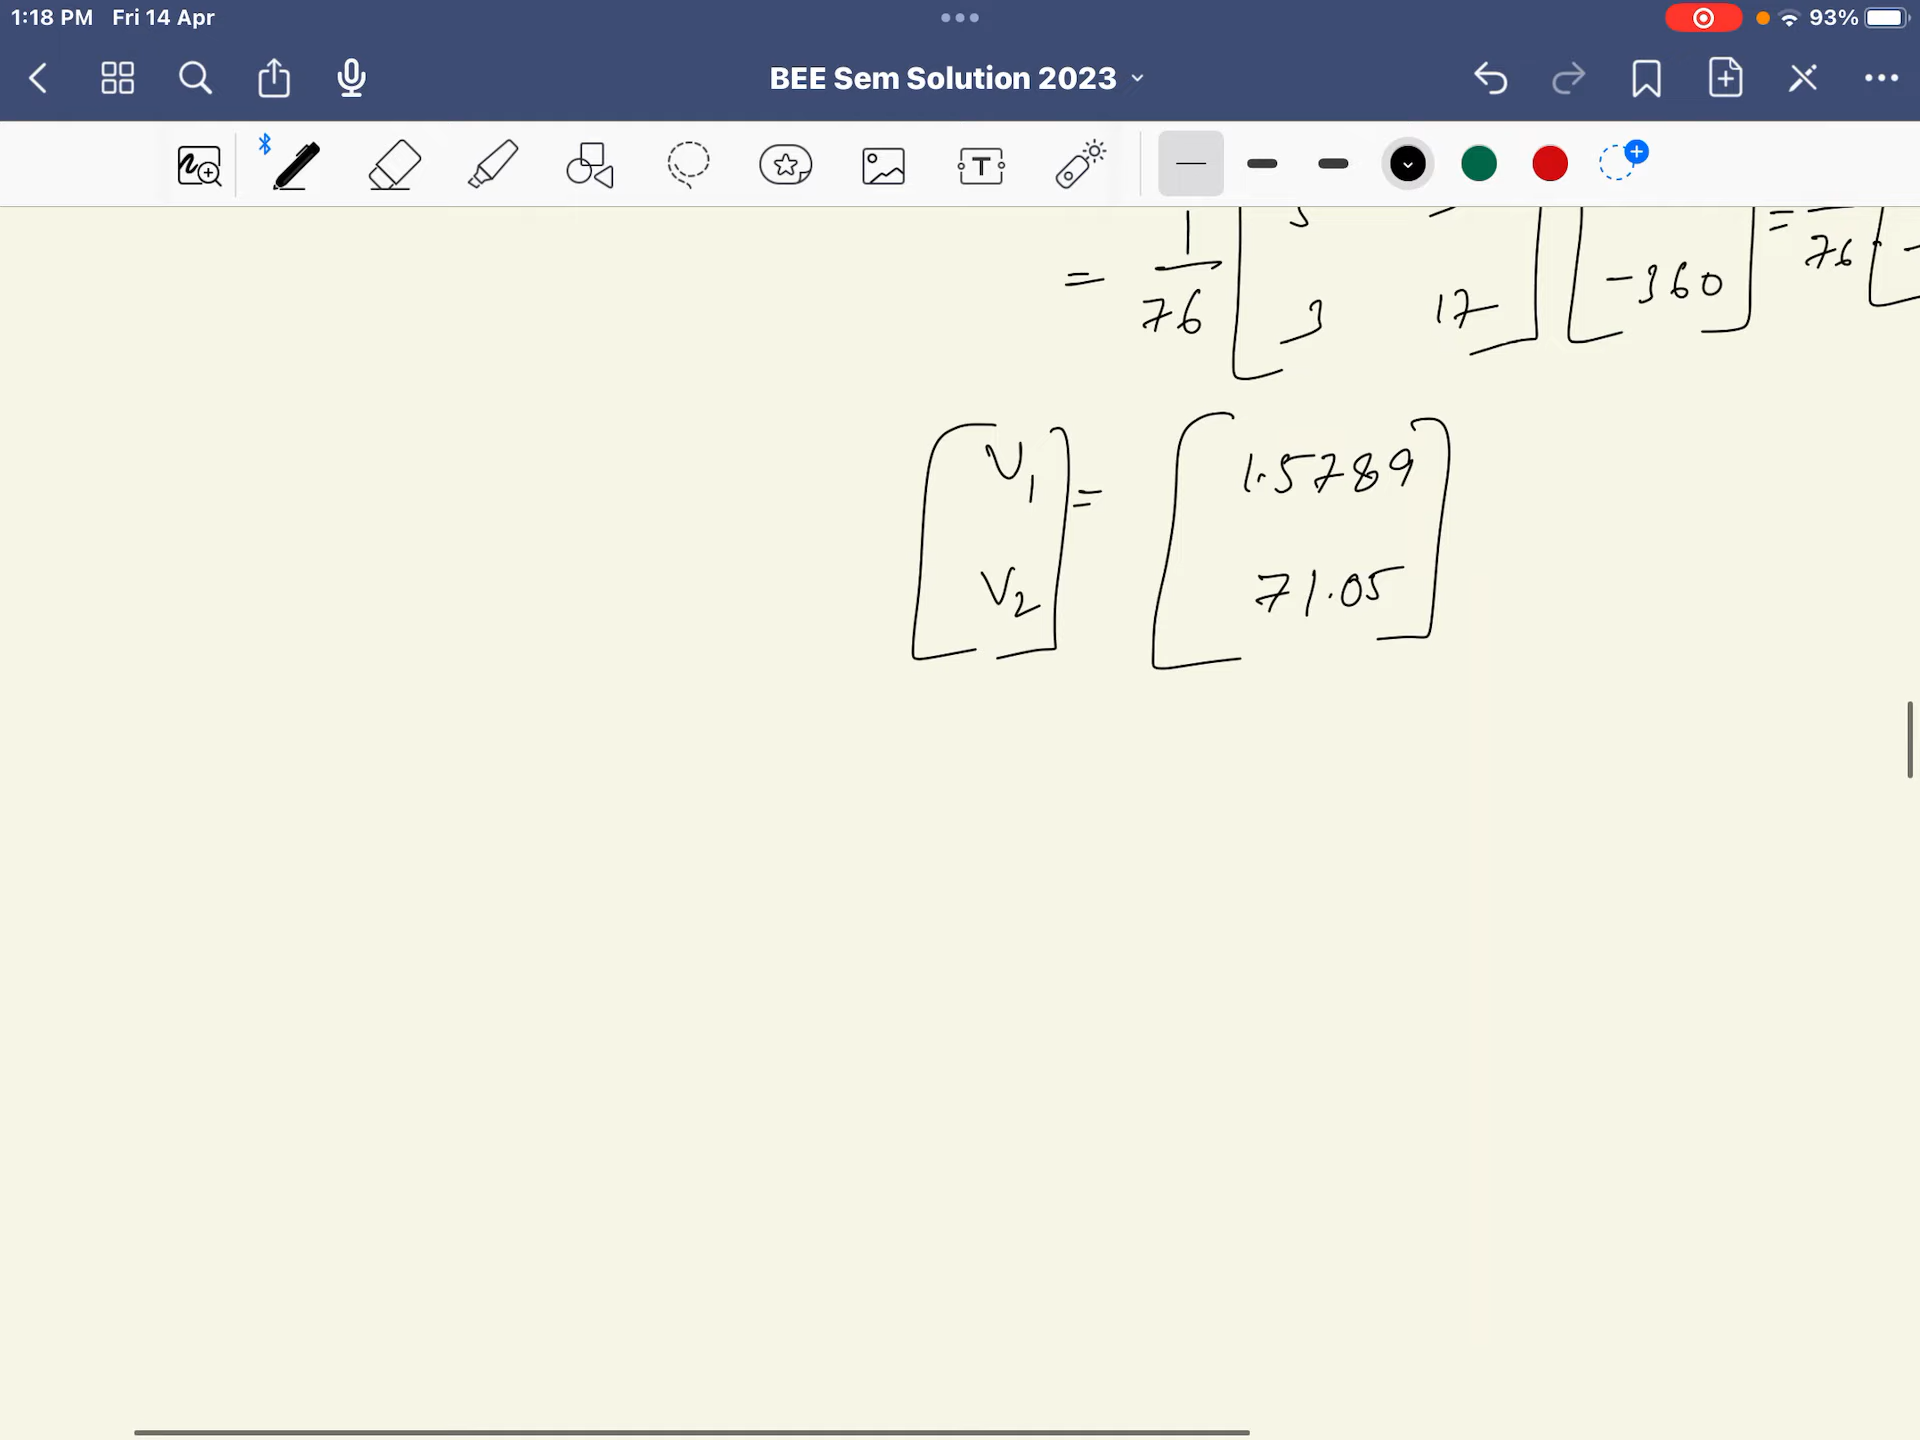 1:18 PM Fri 14 Apr 93%
BEE Sem Solution 2023
T
= 1/76 [ 3 17 ] [ -360 ] = 76 [
[ V1 ] = [ 1.5789 ]
[ V2 ] [ 71.05 ]